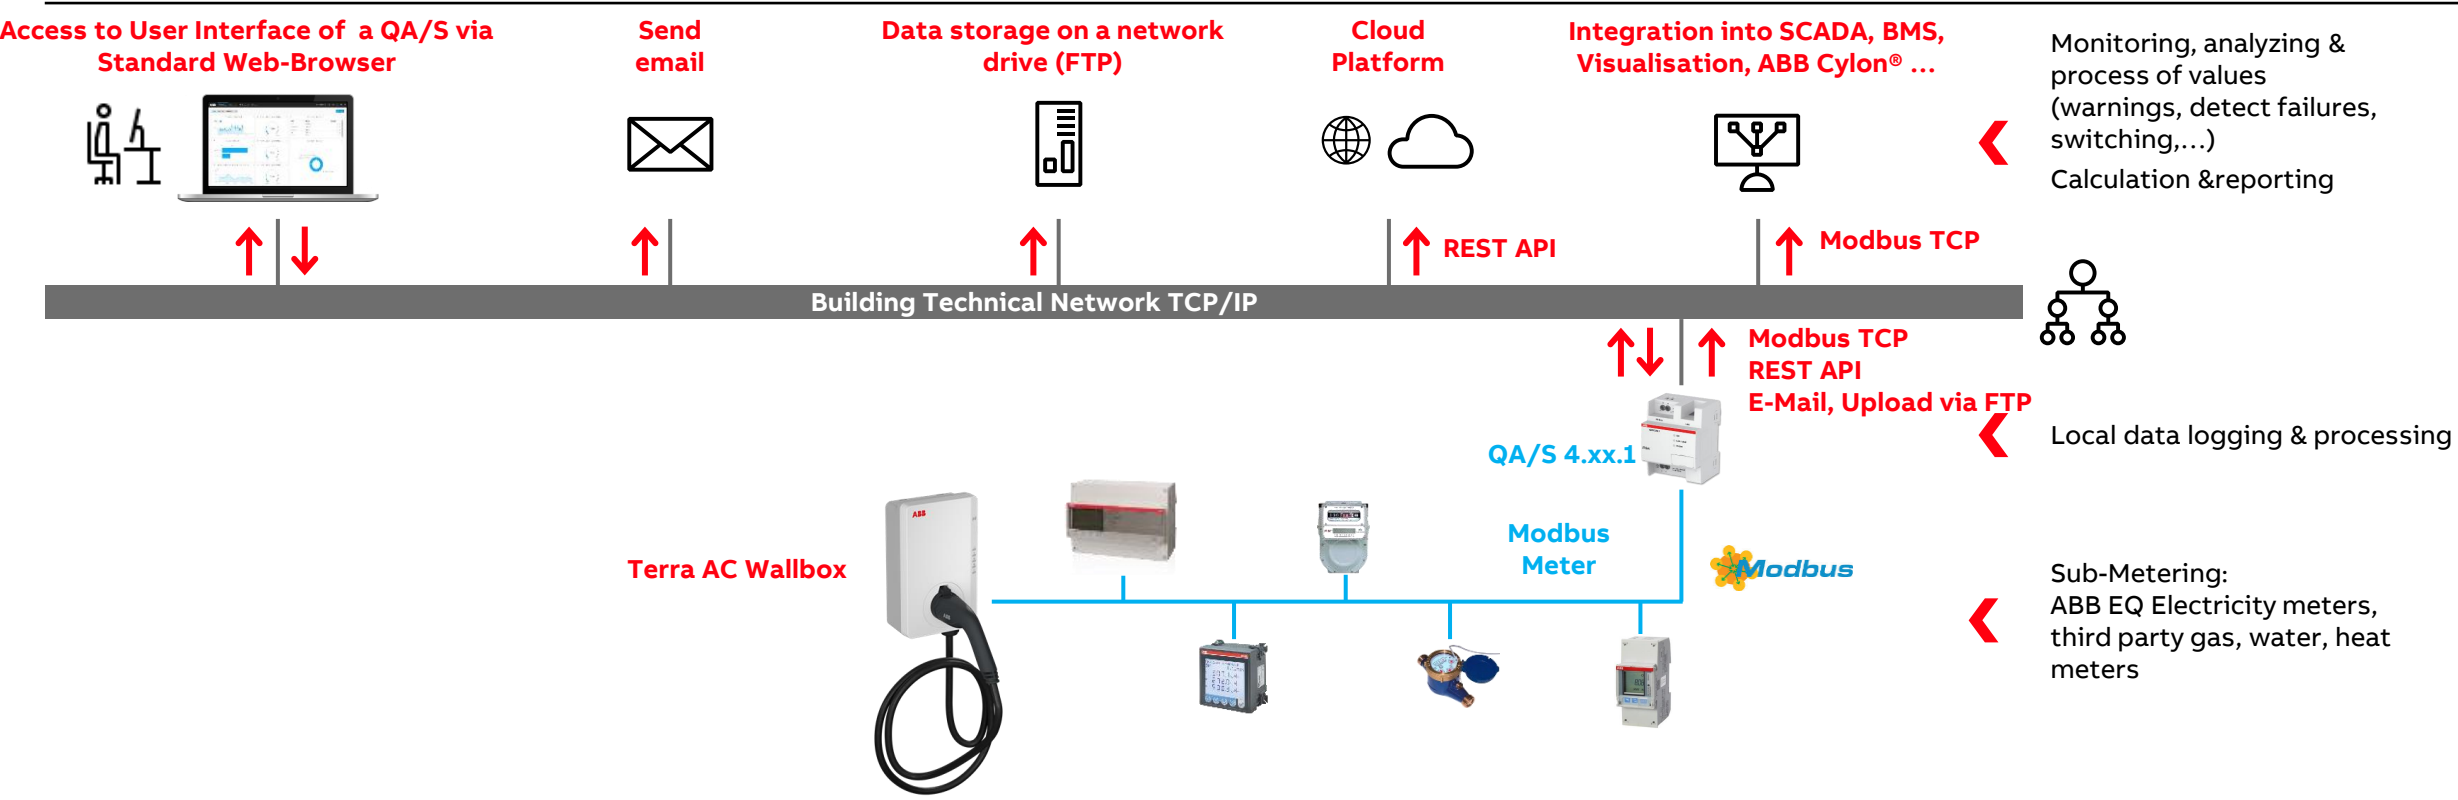 Access to User Interface of a QA/S via
Standard Web-Browser
Send
email
Data storage on a network
drive (FTP)
Cloud
Platform
Integration into SCADA, BMS,
Visualisation, ABB Cylon® ...
Monitoring, analyzing &
process of values
(warnings, detect failures,
switching,...)
Calculation &reporting
REST API
Modbus TCP
Building Technical Network TCP/IP
Modbus TCP
REST API
E-Mail, Upload via FTP
QA/S 4.xx.1
Local data logging & processing
ABB
Terra AC Wallbox
Modbus
Meter
Modbus
Sub-Metering:
ABB EQ Electricity meters,
third party gas, water, heat
meters